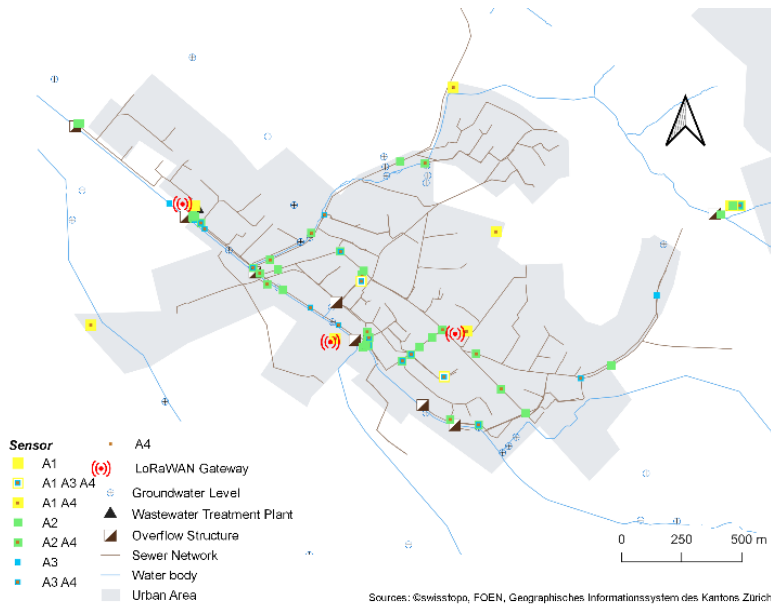 Sensor
A1
A1 A3 A4
A1 A4
A2
A2 A4
A3
A3 A4
A4
LoRaWAN Gateway
Groundwater Level
Wastewater Treatment Plant
Overflow Structure
Sewer Network
Water body
Urban Area
0 250 500 m
Sources: ©swisstopo, FOEN, Geographisches Informationssystem des Kantons Zürich